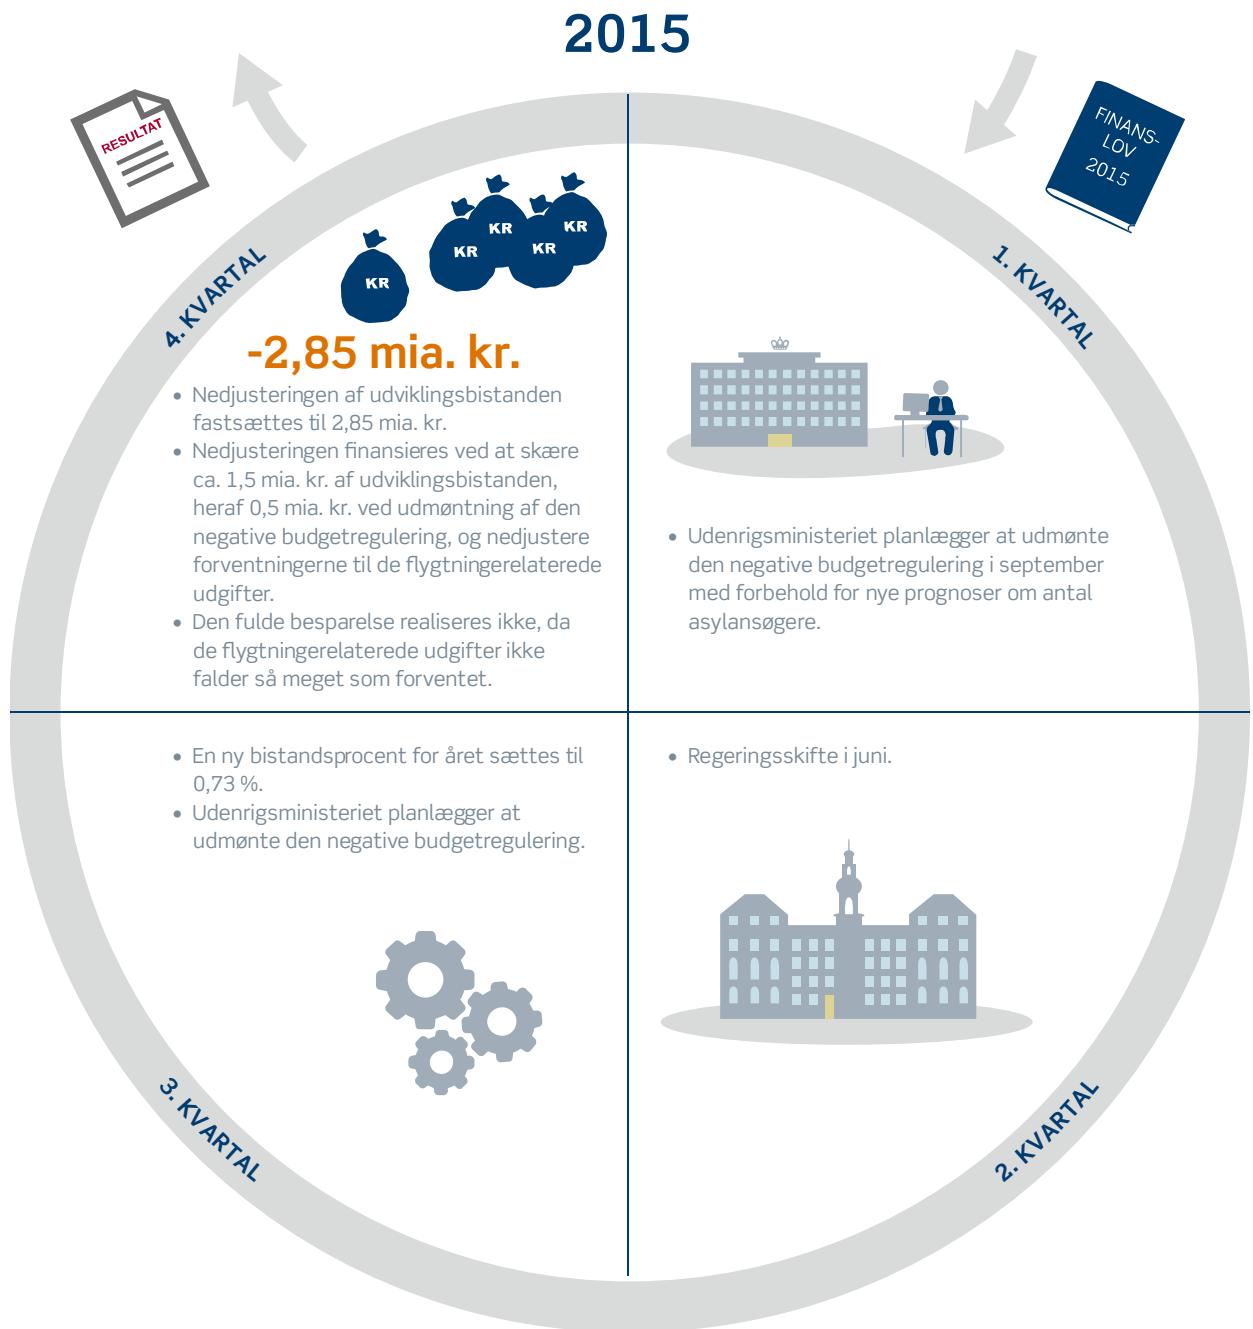 2015
RESULTAT
FINANS-
LOV
2015
1. KVARTAL
• Udenrigsministeriet planlægger at udmønte
den negative budgetregulering i september
med forbehold for nye prognoser om antal
asylansøgere.
2. KVARTAL
• Regeringsskifte i juni.
3. KVARTAL
• En ny bistandsprocent for året sættes til
0,73 %.
• Udenrigsministeriet planlægger at
udmønte den negative budgetregulering.
4. KVARTAL
KR
KR
KR
KR
KR
-2,85 mia. kr.
• Nedjusteringen af udviklingsbistanden
fastsættes til 2,85 mia. kr.
• Nedjusteringen finansieres ved at skære
ca. 1,5 mia. kr. af udviklingsbistanden,
heraf 0,5 mia. kr. ved udmøntning af den
negative budgetregulering, og nedjustere
forventningerne til de flygtningerelaterede
udgifter.
• Den fulde besparelse realiseres ikke, da
de flygtningerelaterede udgifter ikke
falder så meget som forventet.